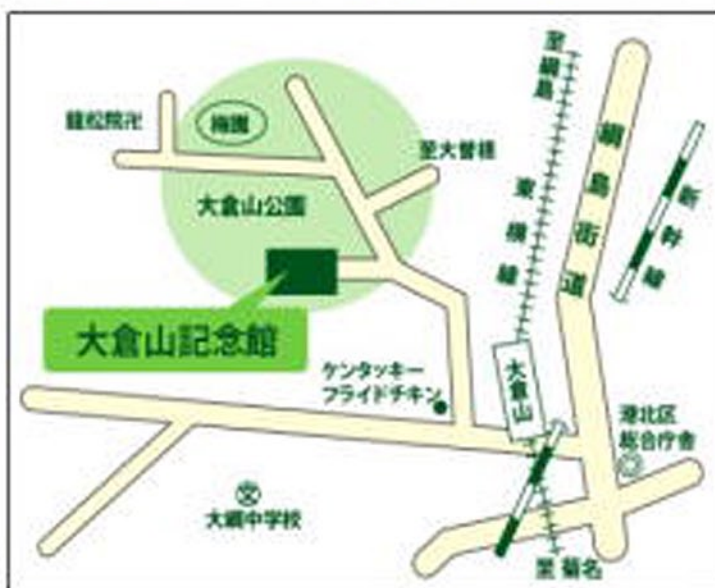 至綱島
龍松院卍
梅園
至大曽根
綱島街道
新幹線
東横線
大倉山公園
大倉山記念館
ケンタッキー
フライドチキン
大倉山
港北区
総合庁舎
文
大綱中学校
至菊名